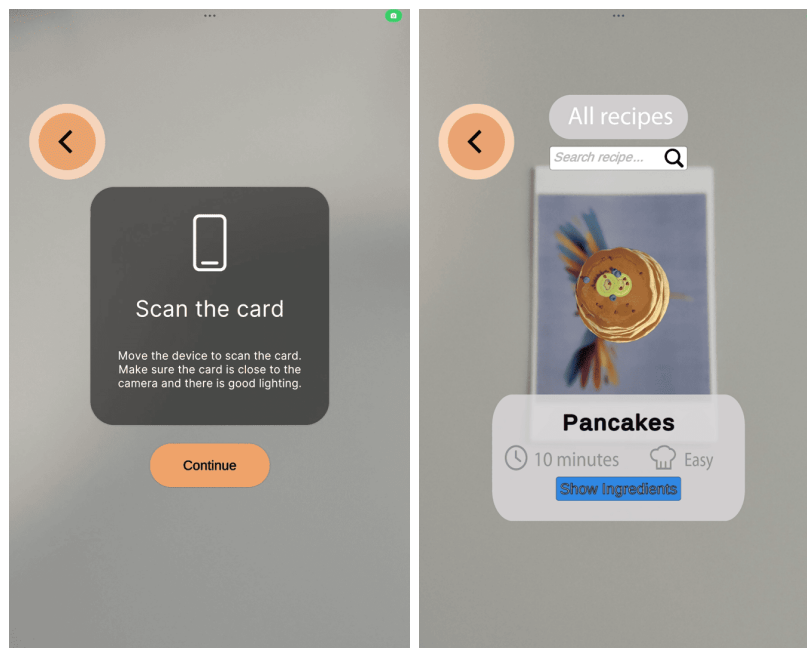 Scan the card
Move the device to scan the card.
Make sure the card is close to the
camera and there is good lighting.
Continue
All recipes
Search recipe...
Pancakes
10 minutes
Easy
Show Ingredients